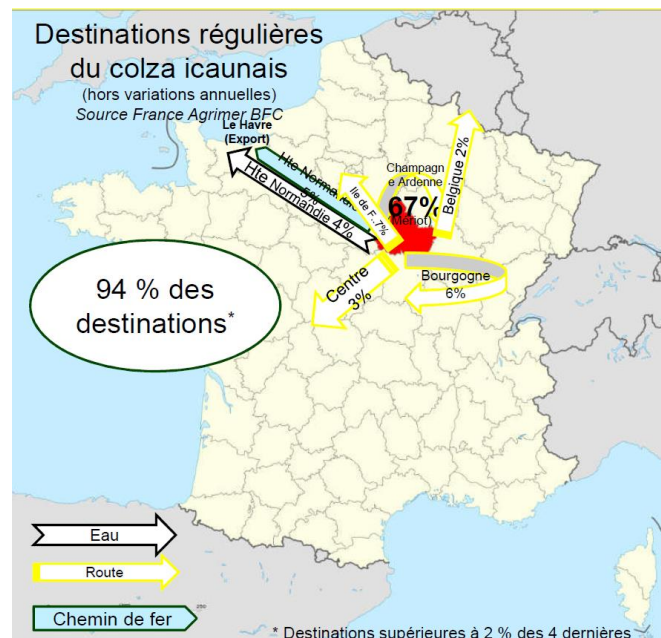 Destinations régulières
du colza icaunais
(hors variations annuelles)
Source France Agrimer BFC
Le Havre
(Export)
Hte Normandie
5%
Hte Normandie 4%
Ile de F..7%
Champagn
e Ardenne
67%
(Mériot)
Belgique 2%
Bourgogne
6%
Centre
3%
94 % des
destinations*
Eau
Route
Chemin de fer
250
* Destinations supérieures à 2 % des 4 dernières